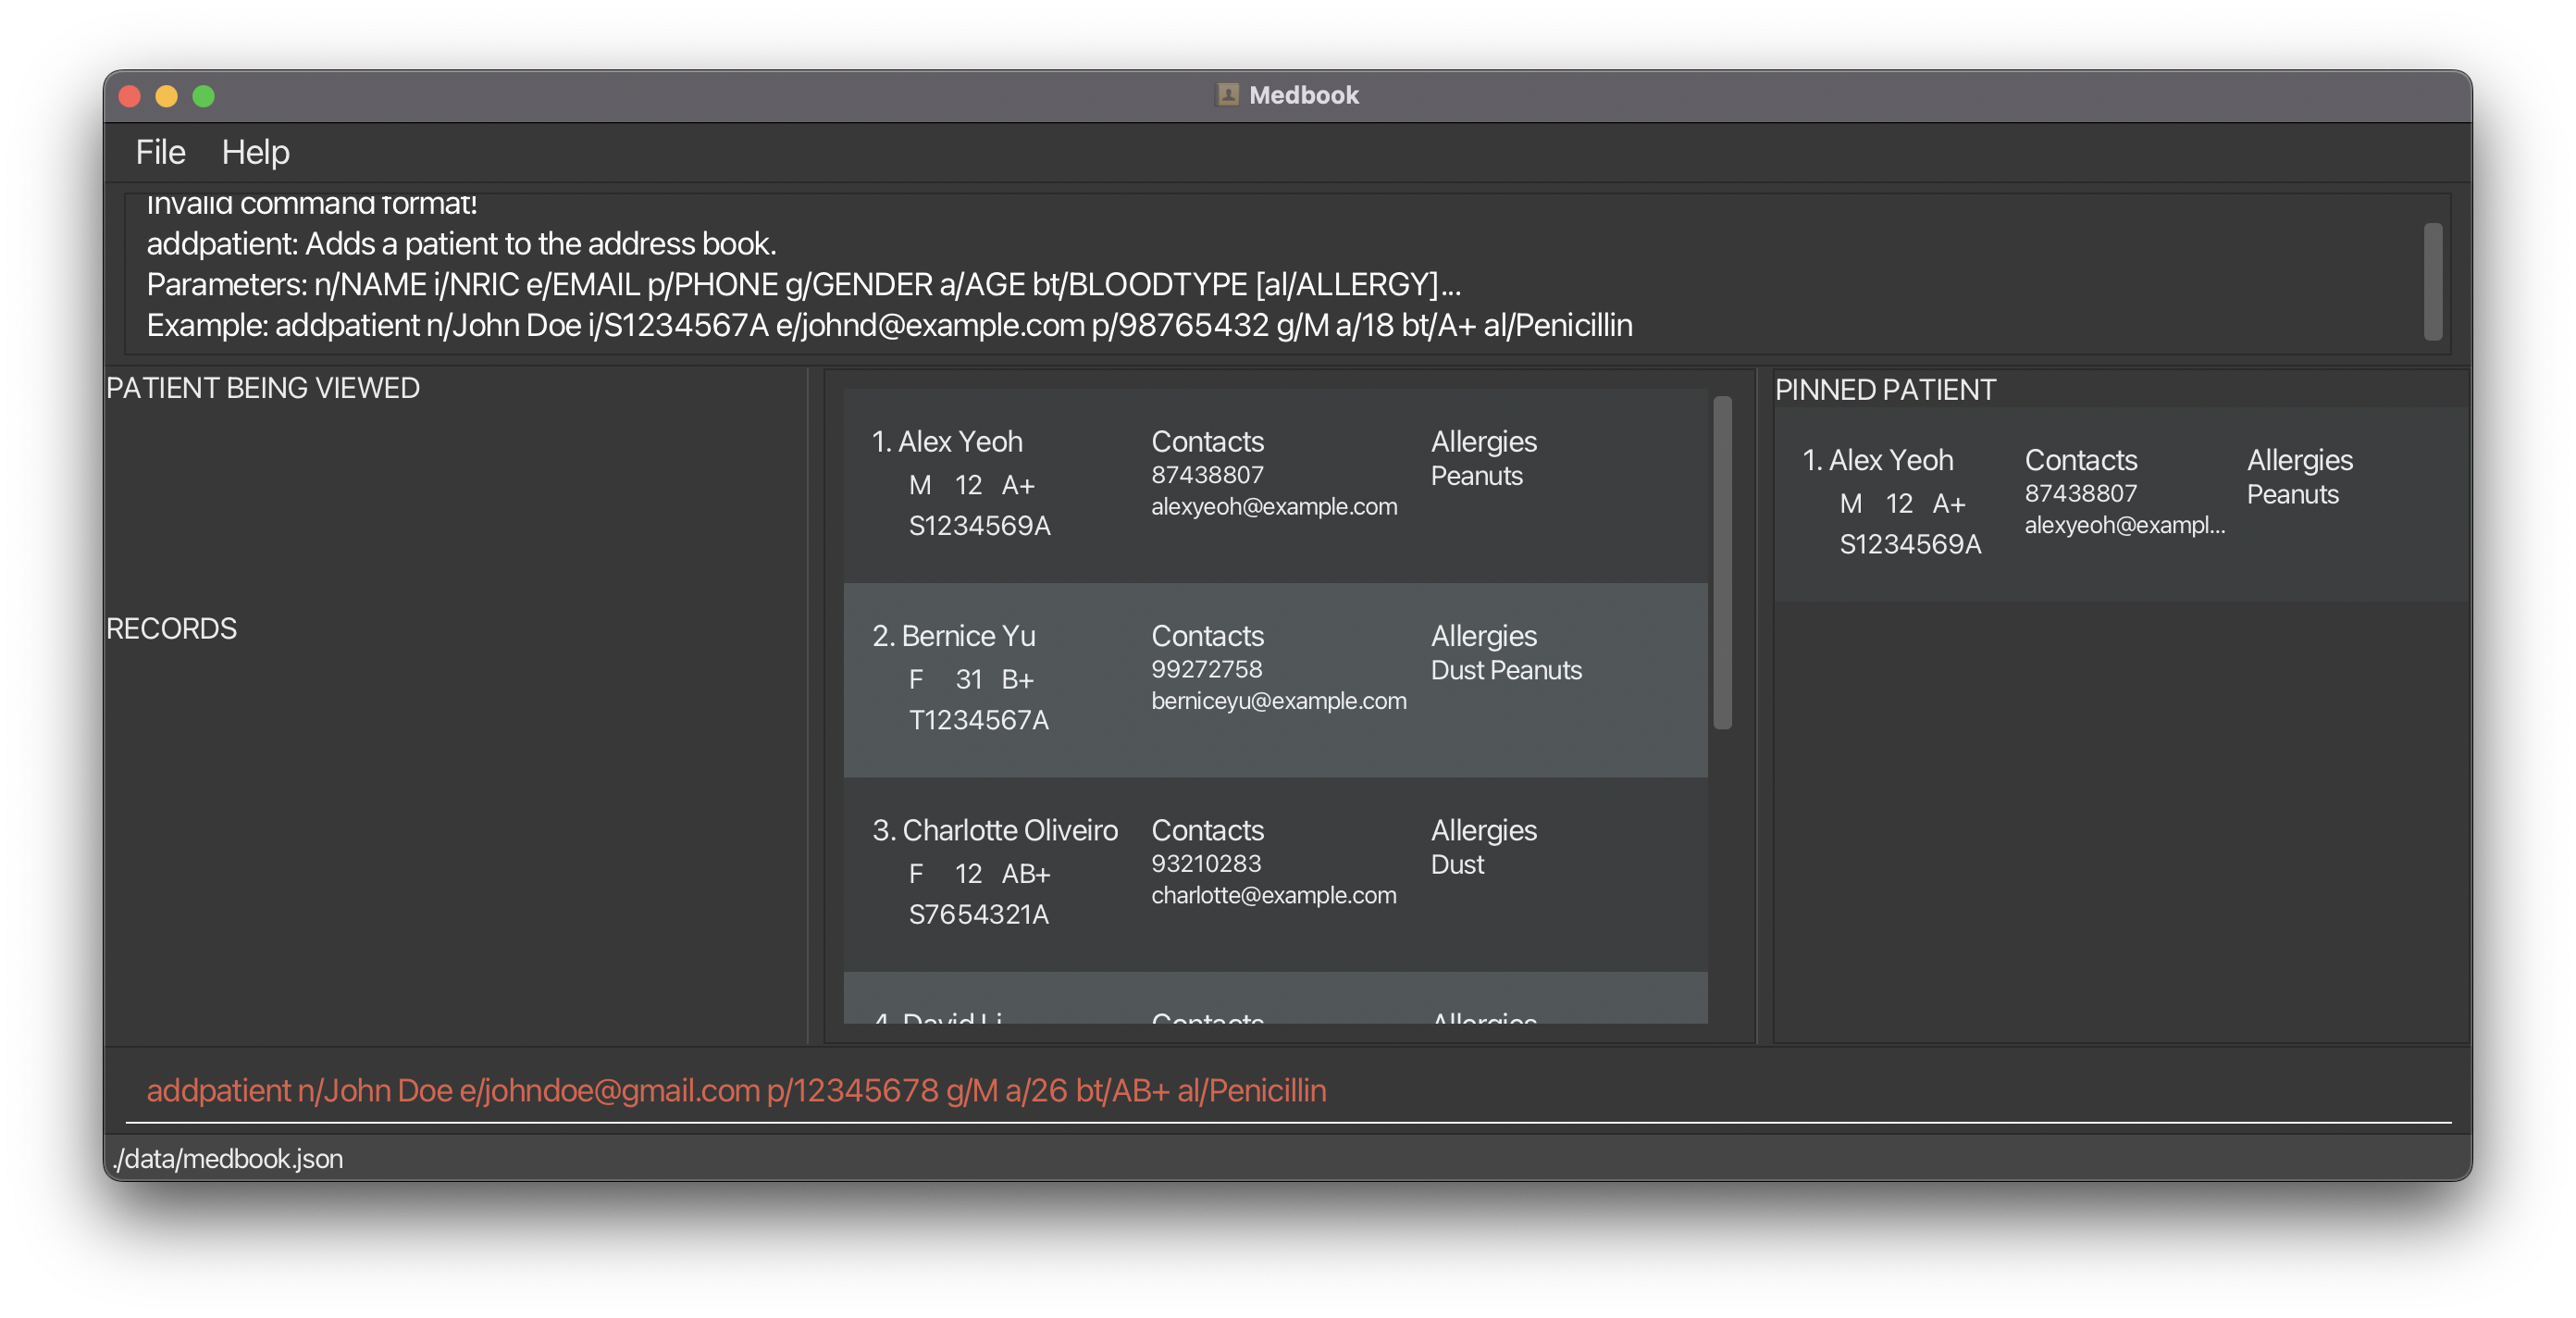 Medbook
File Help
Invalid command format!
addpatient: Adds a patient to the address book.
Parameters: n/NAME i/NRIC e/EMAIL p/PHONE g/GENDER a/AGE bt/BLOODTYPE [al/ALLERGY]...
Example: addpatient n/John Doe i/S1234567A e/johnd@example.com p/98765432 g/M a/18 bt/A+ al/Penicillin
PATIENT BEING VIEWED
RECORDS
1. Alex Yeoh Contacts Allergies
87438807 Peanuts
M 12 A+
alexyeoh@example.com
S1234569A
2. Bernice Yu Contacts Allergies
99272758 Dust Peanuts
F 31 B+
berniceyu@example.com
T1234567A
3. Charlotte Oliveiro Contacts Allergies
93210283 Dust
F 12 AB+
charlotte@example.com
S7654321A
4. David Li Contacts Allergies
PINNED PATIENT
1. Alex Yeoh Contacts Allergies
87438807 Peanuts
M 12 A+
alexyeoh@exampl...
S1234569A
addpatient n/John Doe e/johndoe@gmail.com p/12345678 g/M a/26 bt/AB+ al/Penicillin
./data/medbook.json